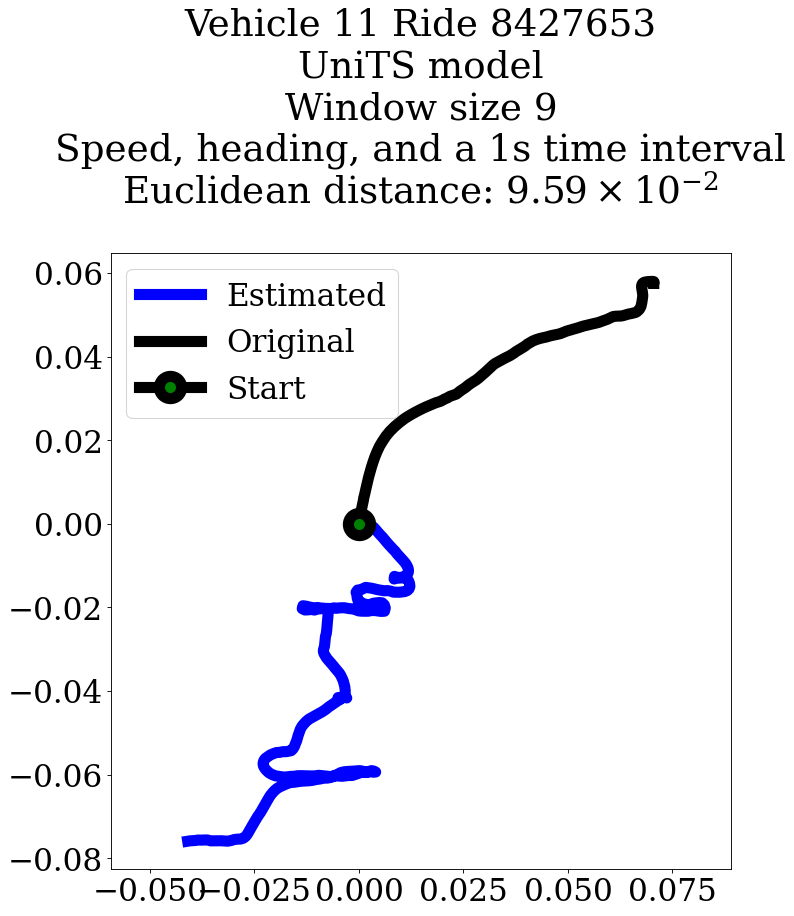 Vehicle 11 Ride 8427653
UniTS model
Window size 9
Speed, heading, and a 1s time interval
Euclidean distance: 9.59 × 10⁻²
Estimated
Original
Start
0.06
0.04
0.02
0.00
−0.02
−0.04
−0.06
−0.08
−0.050 −0.025 0.000 0.025 0.050 0.075